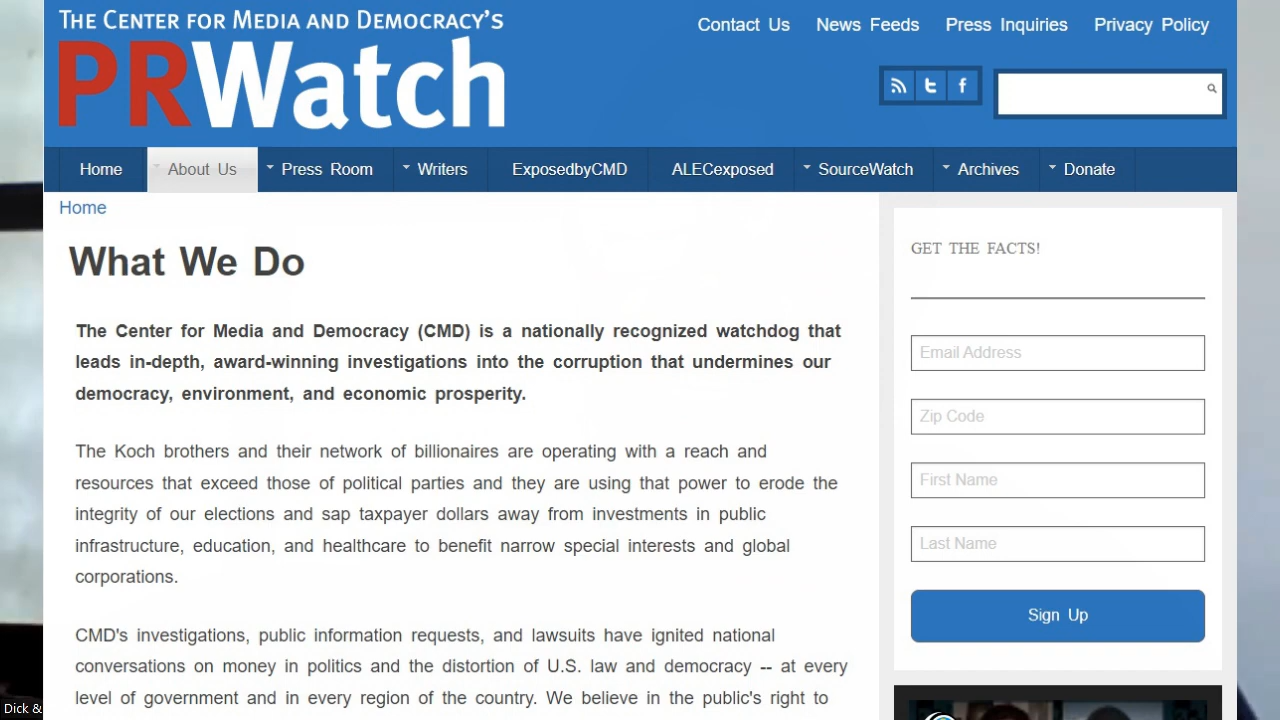 THE CENTER FOR MEDIA AND DEMOCRACY'S
PRWatch
Contact Us News Feeds Press Inquiries Privacy Policy
Home About Us Press Room Writers ExposedbyCMD ALECexposed SourceWatch Archives Donate
Home
What We Do
The Center for Media and Democracy (CMD) is a nationally recognized watchdog that
leads in-depth, award-winning investigations into the corruption that undermines our
democracy, environment, and economic prosperity.
The Koch brothers and their network of billionaires are operating with a reach and
resources that exceed those of political parties and they are using that power to erode the
integrity of our elections and sap taxpayer dollars away from investments in public
infrastructure, education, and healthcare to benefit narrow special interests and global
corporations.
CMD's investigations, public information requests, and lawsuits have ignited national
conversations on money in politics and the distortion of U.S. law and democracy -- at every
level of government and in every region of the country. We believe in the public's right to
GET THE FACTS!
Email Address
Zip Code
First Name
Last Name
Sign Up
Dick &